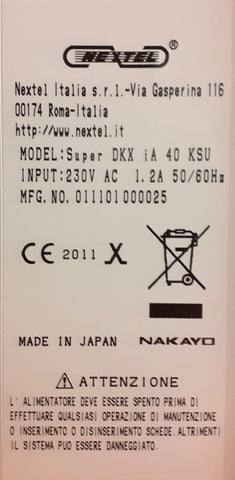 NEXTEL ®
Nextel Italia s.r.l.-Via Gasperina 116
00174 Roma-Italia
http://www.nextel.it
MODEL:Super DKX iA 40 KSU
INPUT:230V AC 1.2A 50/60Hz
MFG.NO.011101000025
CE 2011 X
MADE IN JAPAN NAKAYO
ATTENZIONE
L' ALIMENTATORE DEVE ESSERE SPENTO PRIMA DI
EFFETTUARE QUALSIASI OPERAZIONE DI MANUTENZIONE
O INSERIMENTO O DISINSERIMENTO SCHEDE.ALTRIMENTI
IL SISTEMA PUO ESSERE DANNEGGIATO.